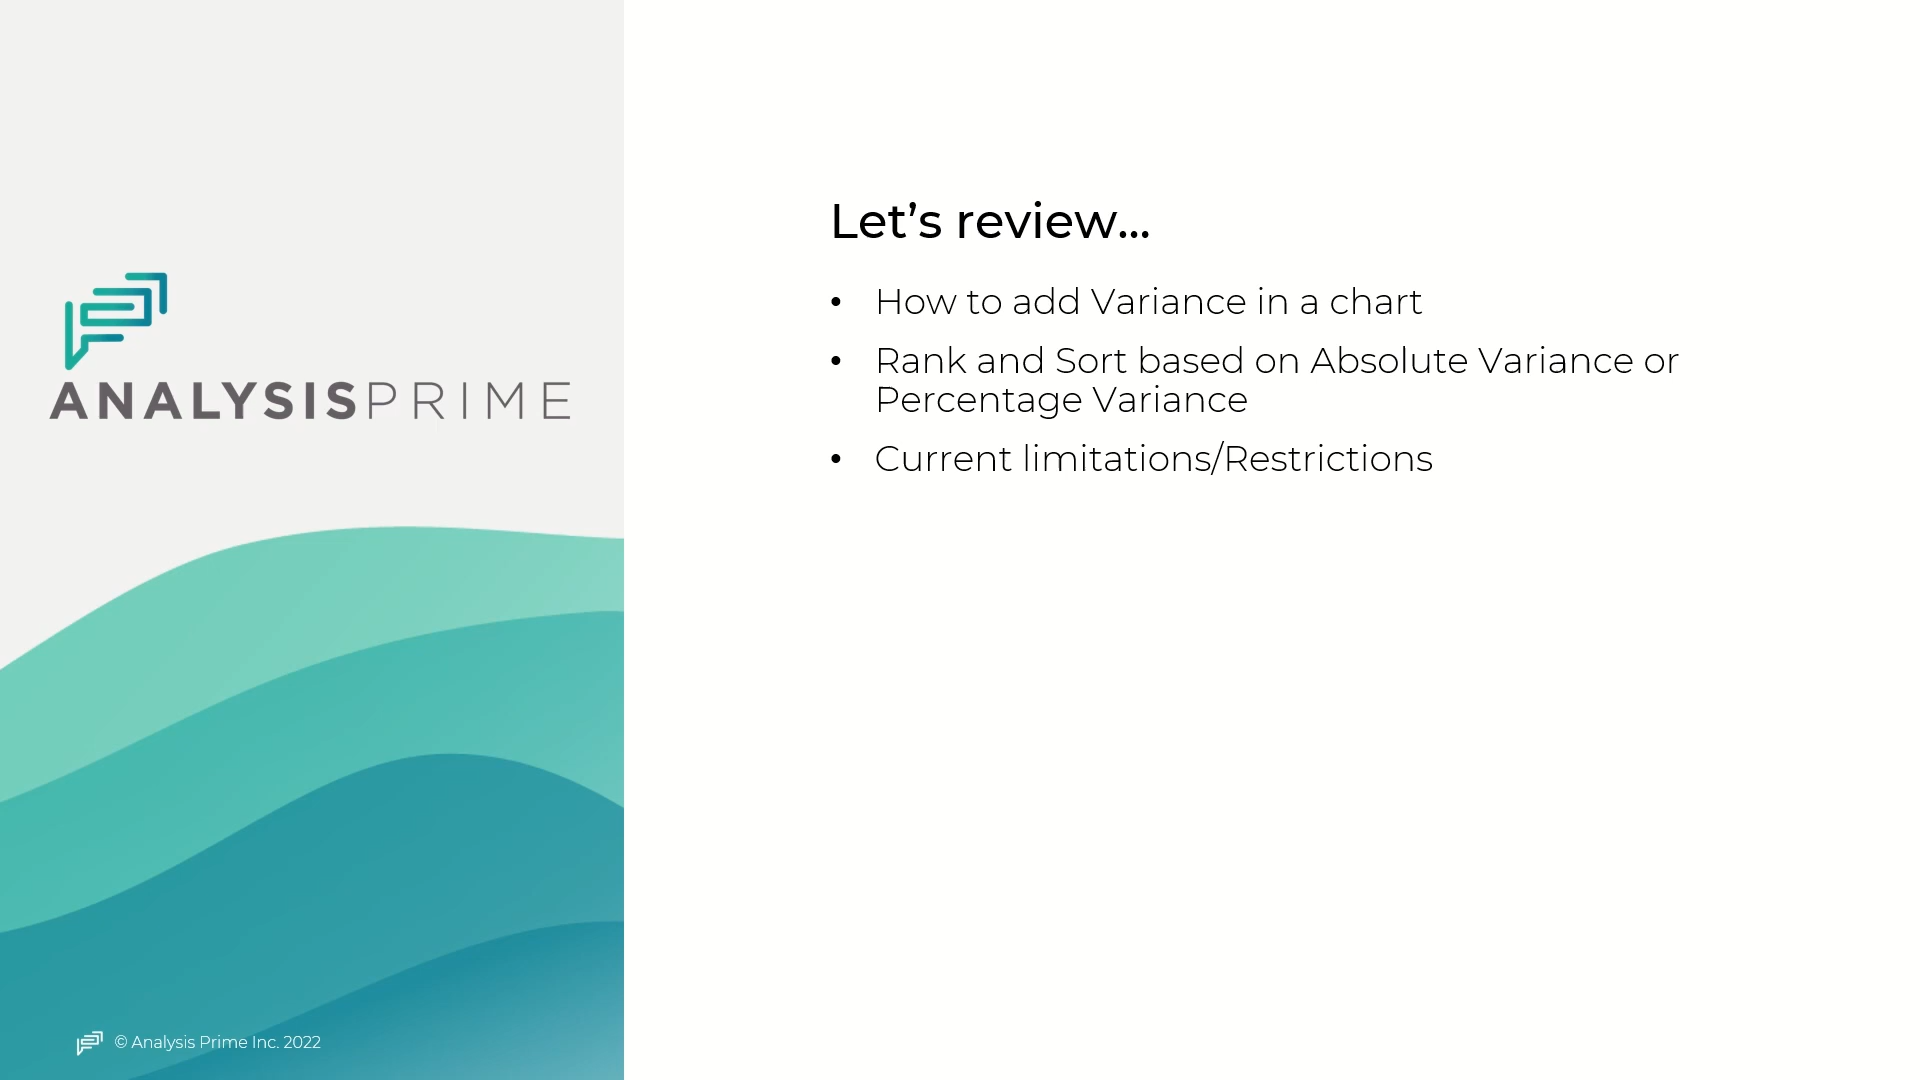 ANALYSISPRIME
© Analysis Prime Inc. 2022
Let’s review...
• How to add Variance in a chart
• Rank and Sort based on Absolute Variance or
Percentage Variance
• Current limitations/Restrictions